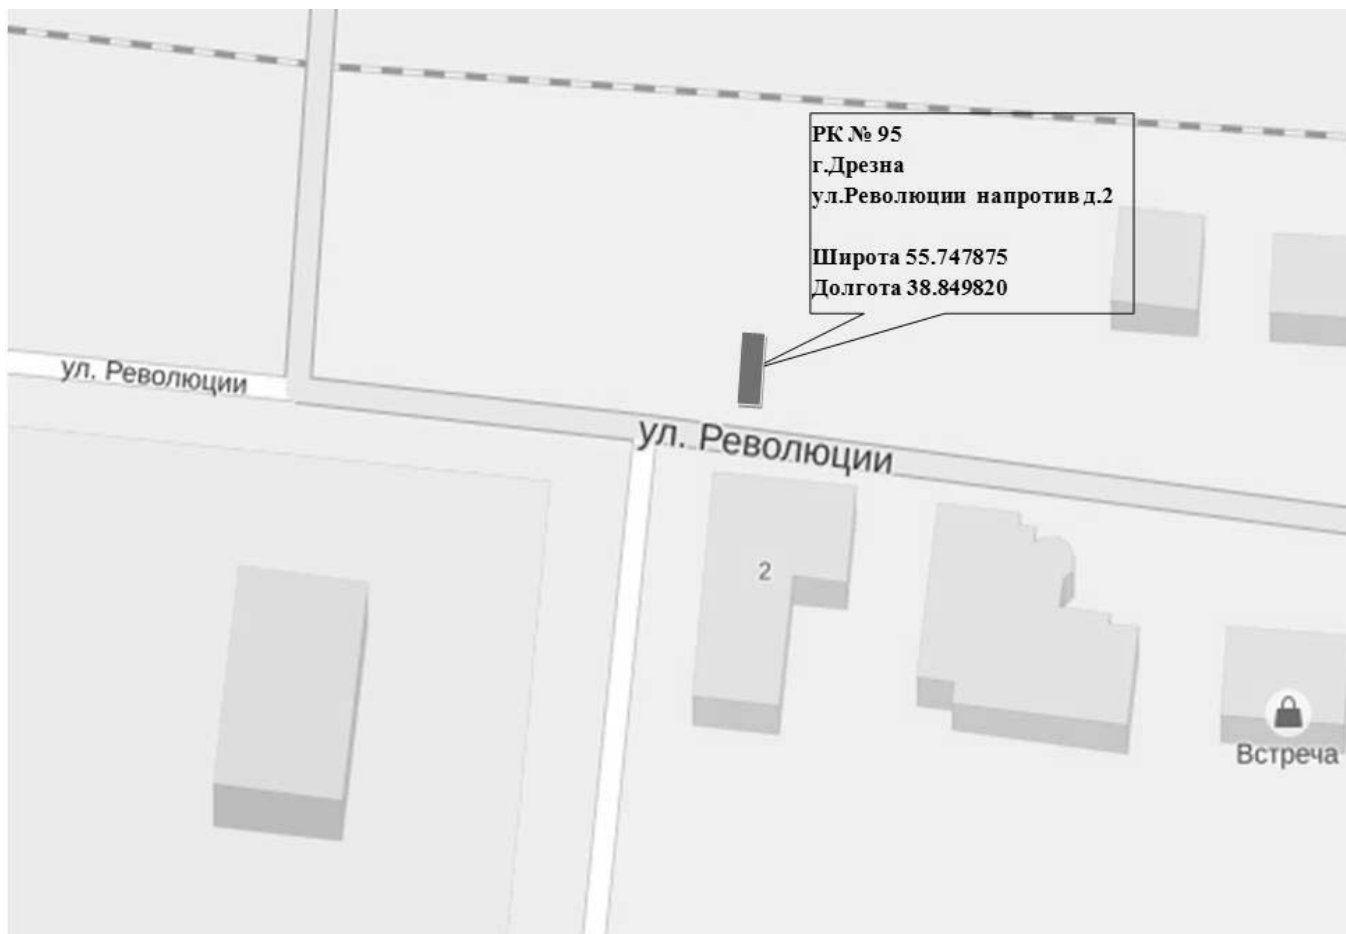 РК № 95
г.Дрезна
ул.Революции напротив д.2
Широта 55.747875
Долгота 38.849820
ул. Революции
ул. Революции
2
Встреча